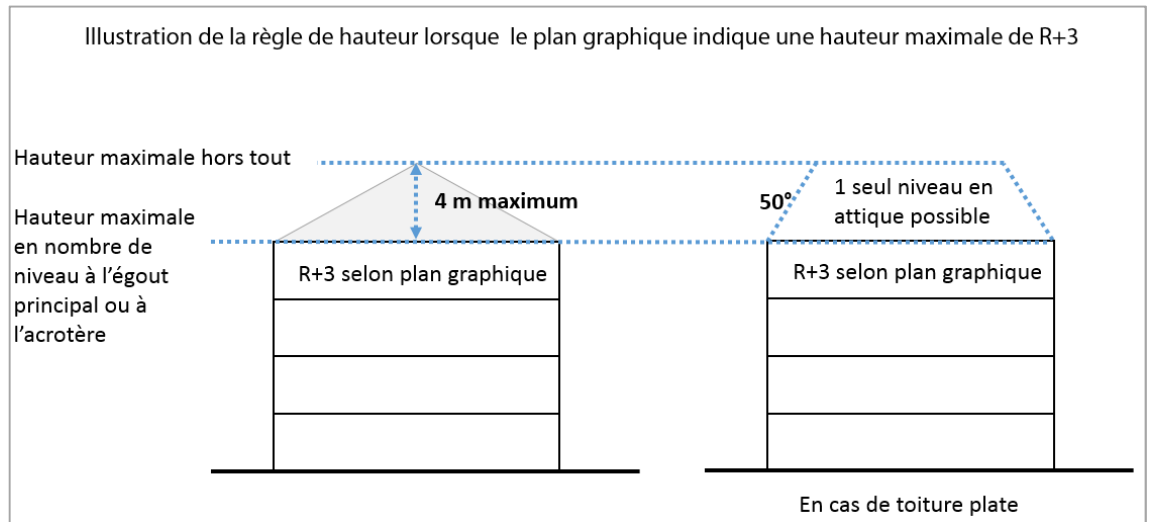 Illustration de la règle de hauteur lorsque le plan graphique indique une hauteur maximale de R+3
Hauteur maximale hors tout
Hauteur maximale
en nombre de
niveau à l'égout
principal ou à
l'acrotère
4 m maximum
R+3 selon plan graphique
50°
1 seul niveau en
attique possible
R+3 selon plan graphique
En cas de toiture plate